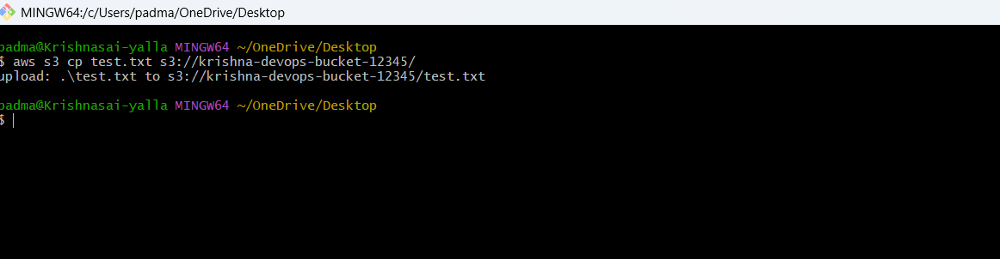 MINGW64:/c/Users/padma/OneDrive/Desktop
padma@Krishnasai-yalla MINGW64 ~/OneDrive/Desktop
$ aws s3 cp test.txt s3://krishna-devops-bucket-12345/
upload: .\test.txt to s3://krishna-devops-bucket-12345/test.txt
padma@Krishnasai-yalla MINGW64 ~/OneDrive/Desktop
$